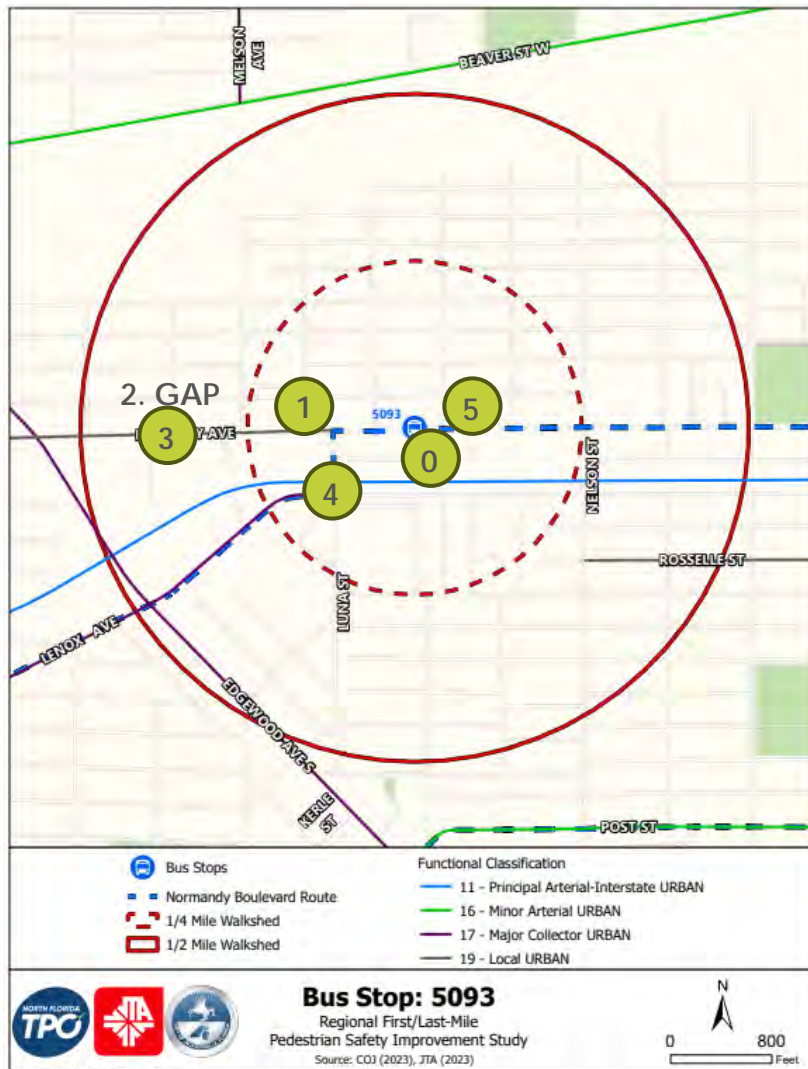 MELSON
AVE
BEAVER ST W
2. GAP
1
5
5093
3
Y AVE
0
4
NELSON ST
ROSSELLE ST
LUNA ST
LENOX AVE
EDGEWOOD AVE S
KERLE
ST
POST ST
Bus Stops
Normandy Boulevard Route
1/4 Mile Walkshed
1/2 Mile Walkshed
Functional Classification
11 - Principal Arterial-Interstate URBAN
16 - Minor Arterial URBAN
17 - Major Collector URBAN
19 - Local URBAN
NORTH FLORIDA
TPO
JTA
Bus Stop: 5093
Regional First/Last-Mile
Pedestrian Safety Improvement Study
Source: COJ (2023), JTA (2023)
N
0 800
Feet